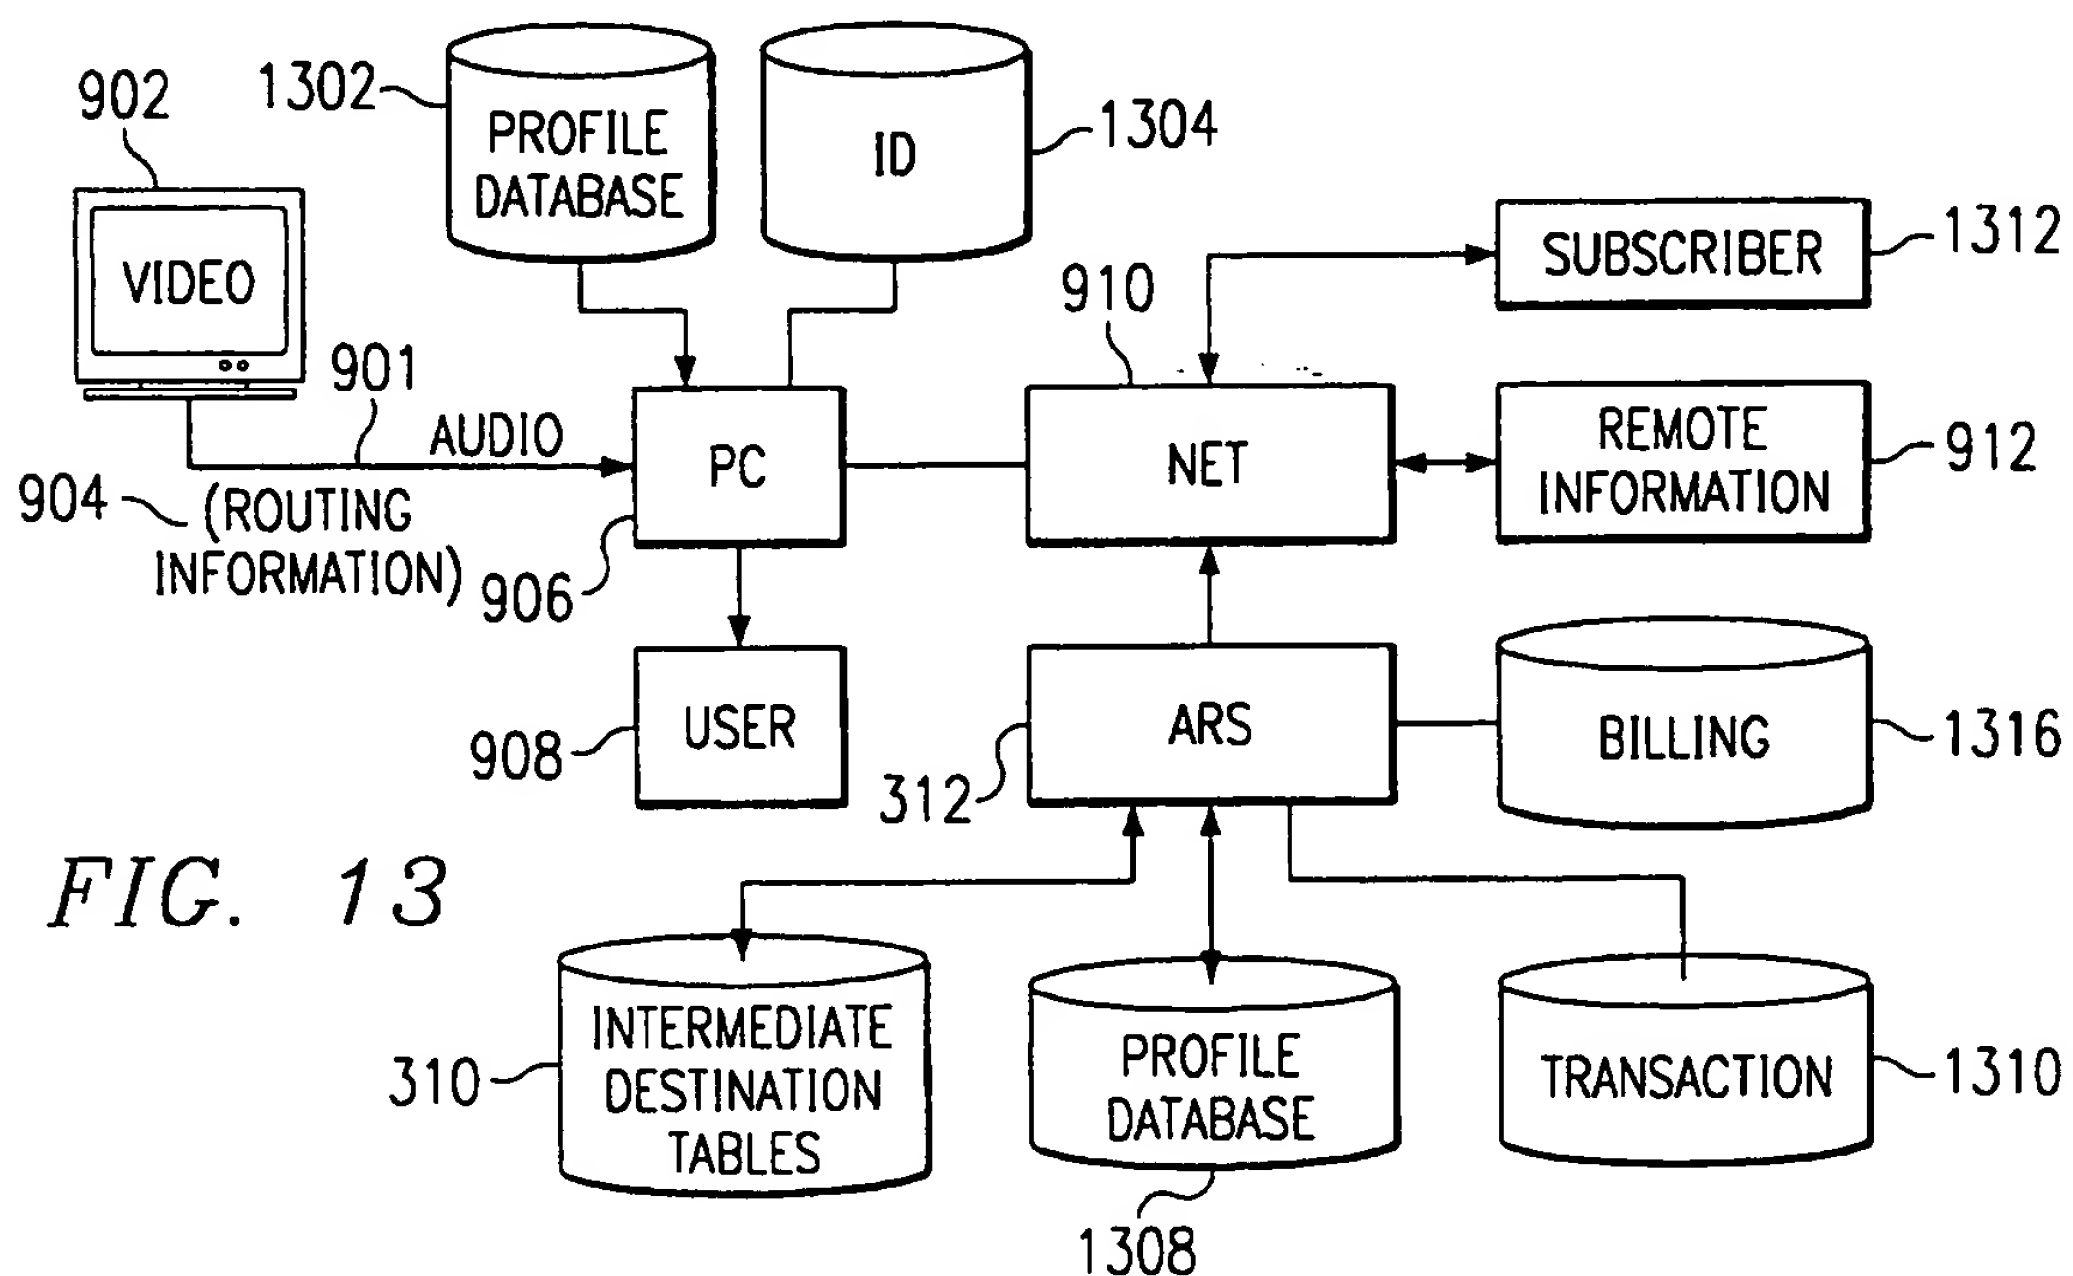 1302
PROFILE
DATABASE
ID
1304
902
VIDEO
SUBSCRIBER
1312
910
901
AUDIO
PC
NET
REMOTE
INFORMATION
912
904
(ROUTING
INFORMATION)
906
USER
908
ARS
312
BILLING
1316
FIG. 13
INTERMEDIATE
DESTINATION
TABLES
310
PROFILE
DATABASE
1308
TRANSACTION
1310